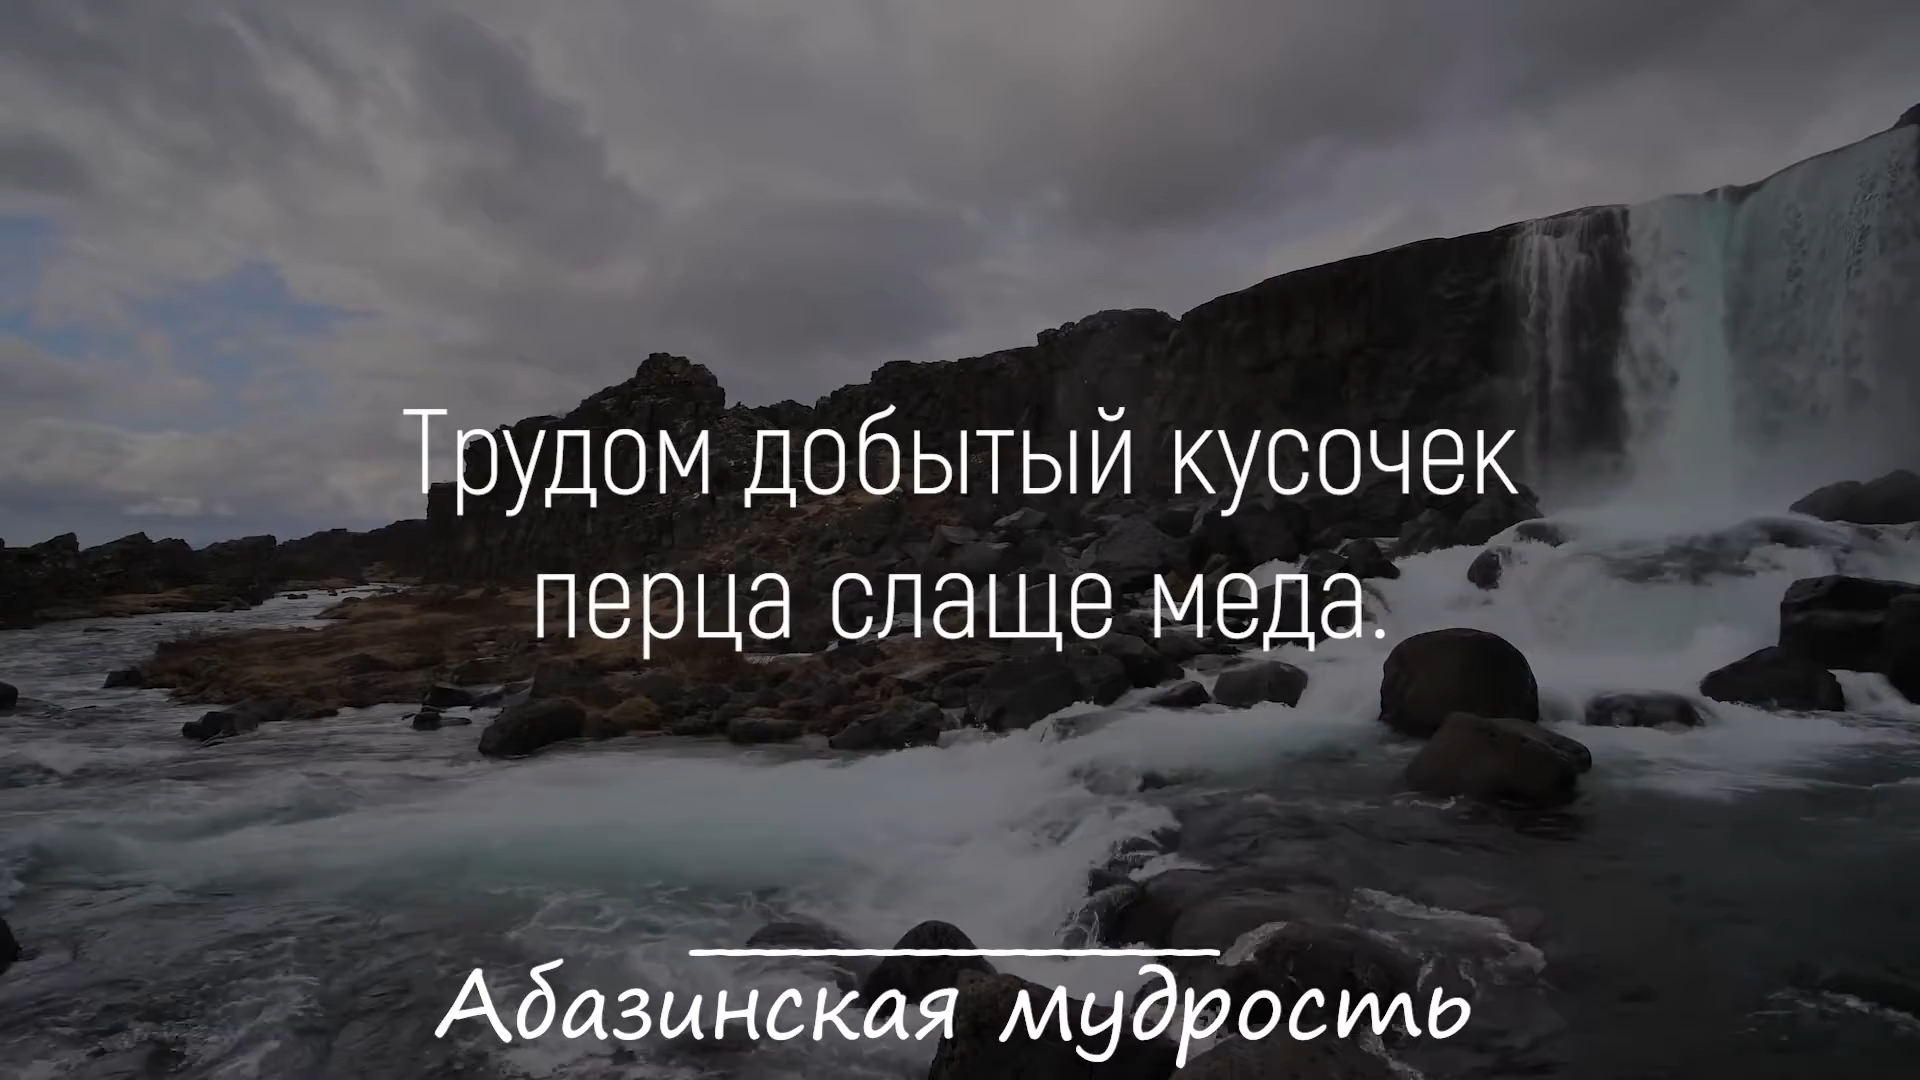 Трудом добытый кусочек
перца слаще меда.
Абазинская мудрость